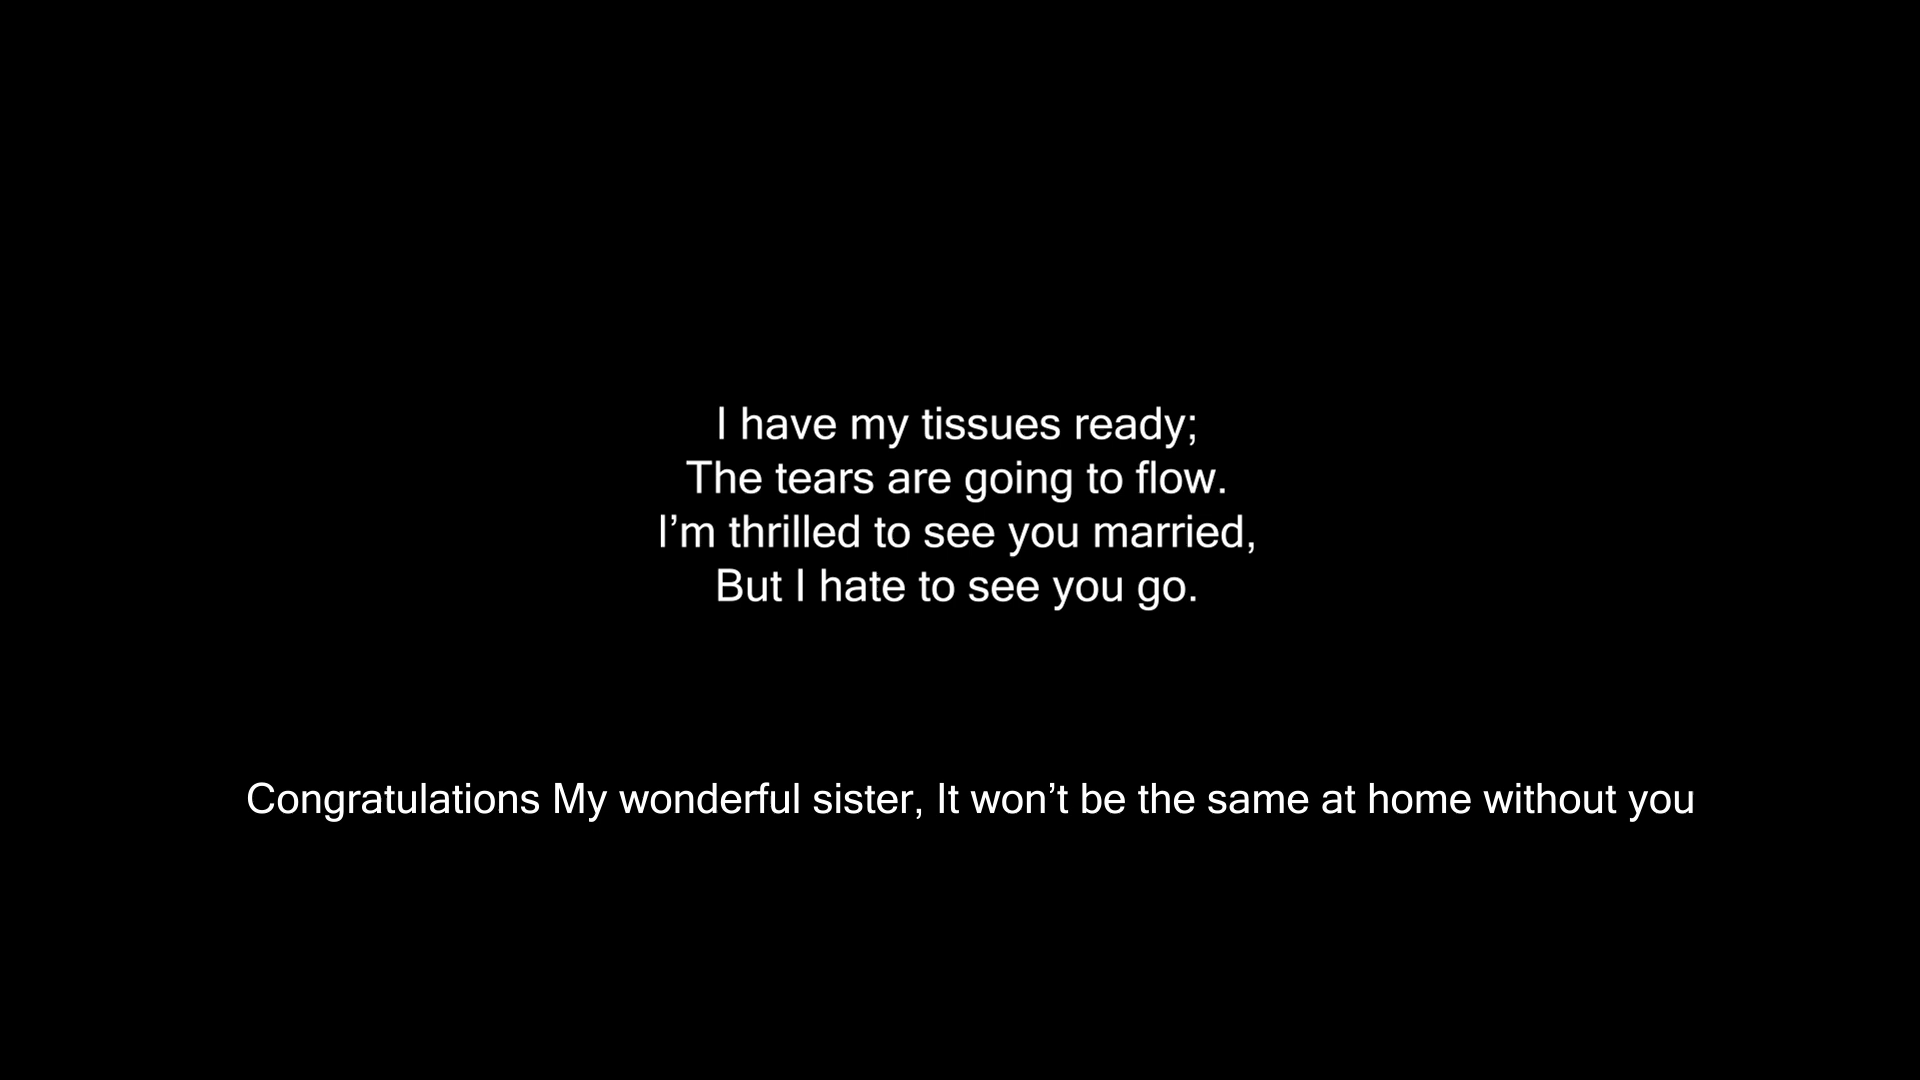 I have my tissues ready;
The tears are going to flow.
I’m thrilled to see you married,
But I hate to see you go.
Congratulations My wonderful sister, It won’t be the same at home without you